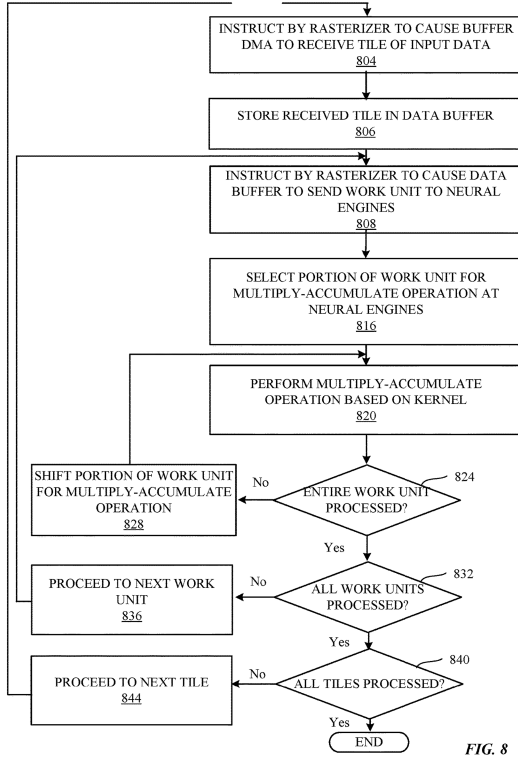 INSTRUCT BY RASTERIZER TO CAUSE BUFFER
DMA TO RECEIVE TILE OF INPUT DATA
804
STORE RECEIVED TILE IN DATA BUFFER
806
INSTRUCT BY RASTERIZER TO CAUSE DATA
BUFFER TO SEND WORK UNIT TO NEURAL
ENGINES
808
SELECT PORTION OF WORK UNIT FOR
MULTIPLY-ACCUMULATE OPERATION AT
NEURAL ENGINES
816
PERFORM MULTIPLY-ACCUMULATE
OPERATION BASED ON KERNEL
820
SHIFT PORTION OF WORK UNIT
FOR MULTIPLY-ACCUMULATE
OPERATION
828
No
ENTIRE WORK UNIT
PROCESSED?
824
Yes
PROCEED TO NEXT WORK
UNIT
836
No
ALL WORK UNITS
PROCESSED?
832
Yes
PROCEED TO NEXT TILE
844
No
ALL TILES PROCESSED?
840
Yes
END
FIG. 8